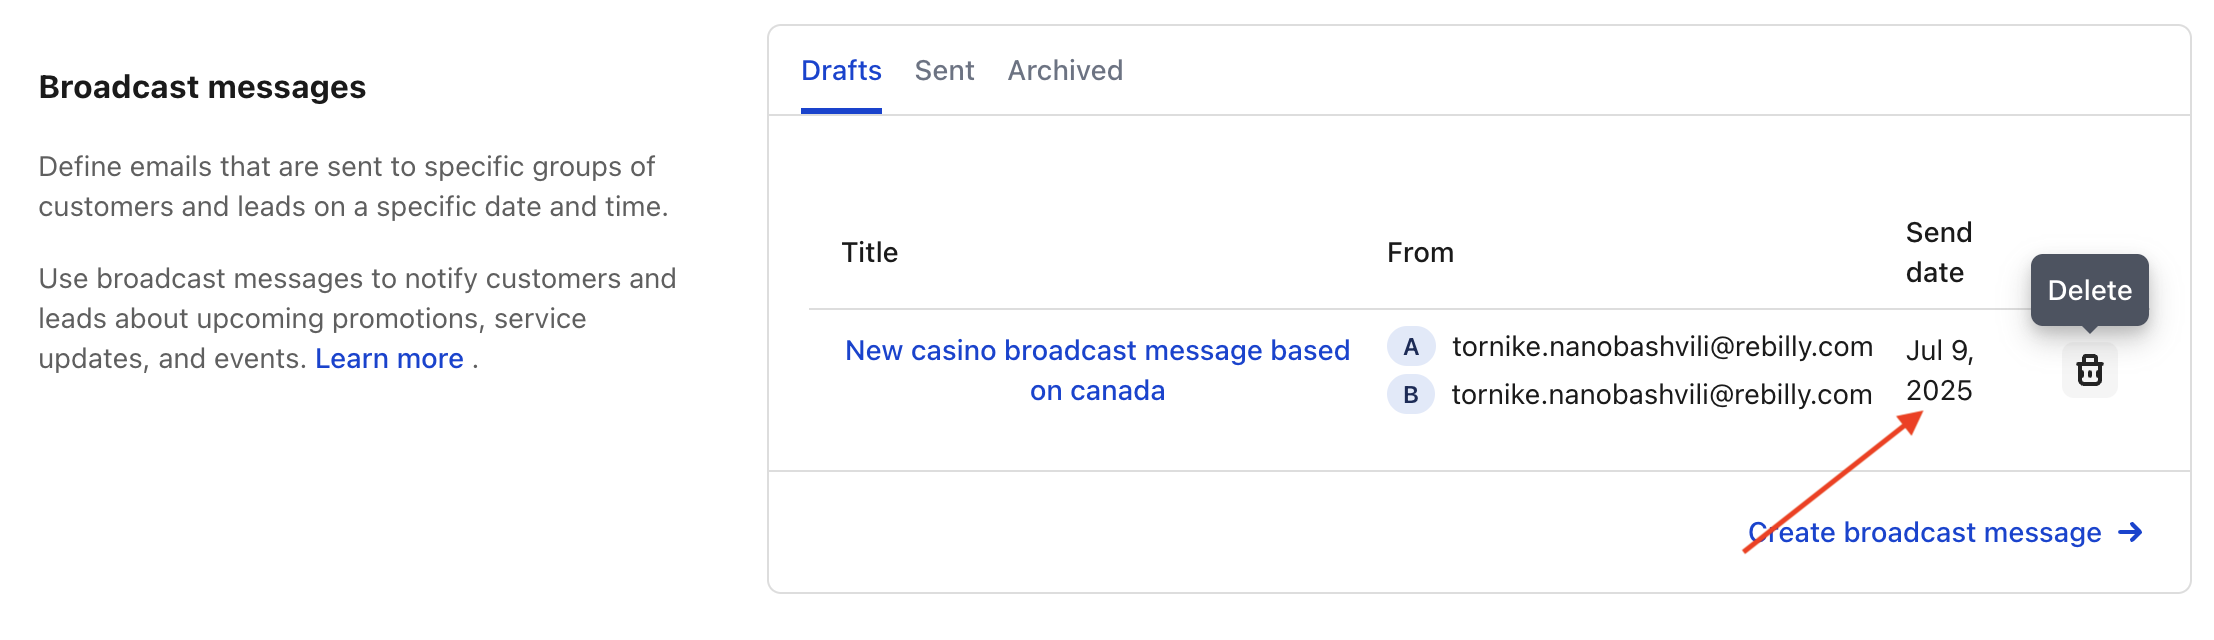 Broadcast messages
Define emails that are sent to specific groups of
customers and leads on a specific date and time.
Use broadcast messages to notify customers and
leads about upcoming promotions, service
updates, and events. Learn more .
Drafts Sent Archived
Title From Send
date
Delete
New casino broadcast message based
on canada
A tornike.nanobashvili@rebilly.com
B tornike.nanobashvili@rebilly.com
Jul 9,
2025
Create broadcast message →